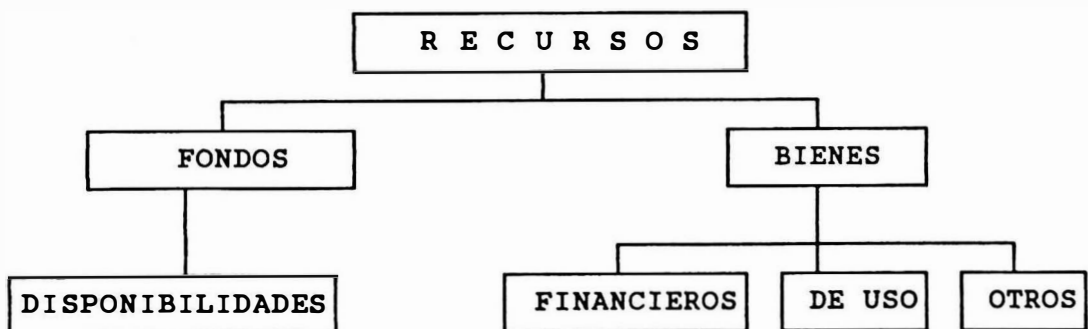 R E C U R S O S
FONDOS
BIENES
DISPONIBILIDADES
FINANCIEROS
DE USO
OTROS